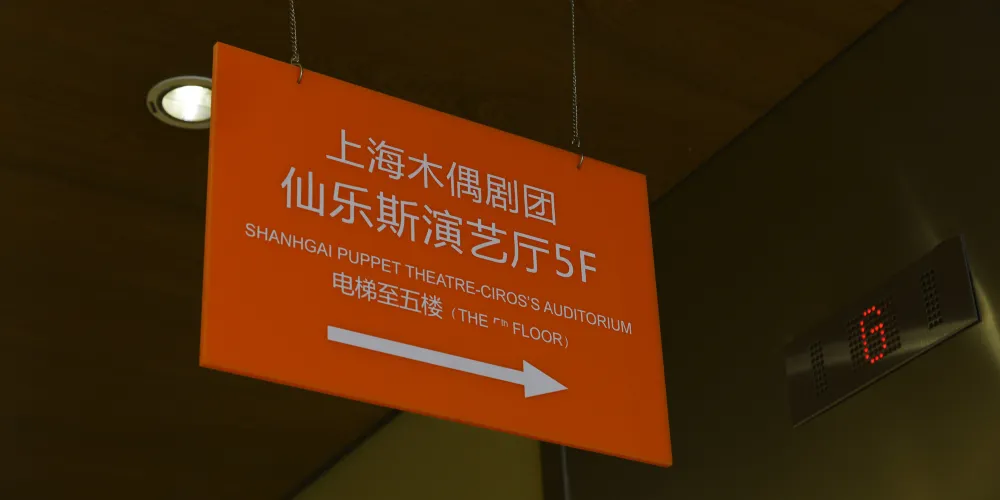 上海木偶剧团
仙乐斯演艺厅5F
SHANHGAI PUPPET THEATRE-CIROS'S AUDITORIUM
电梯至五楼（THE FLOOR）
G